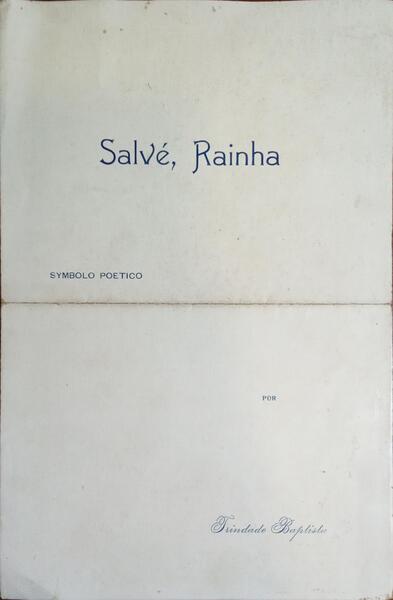 Salvé, Rainha
SYMBOLO POETICO
POR
Trindade Baptista